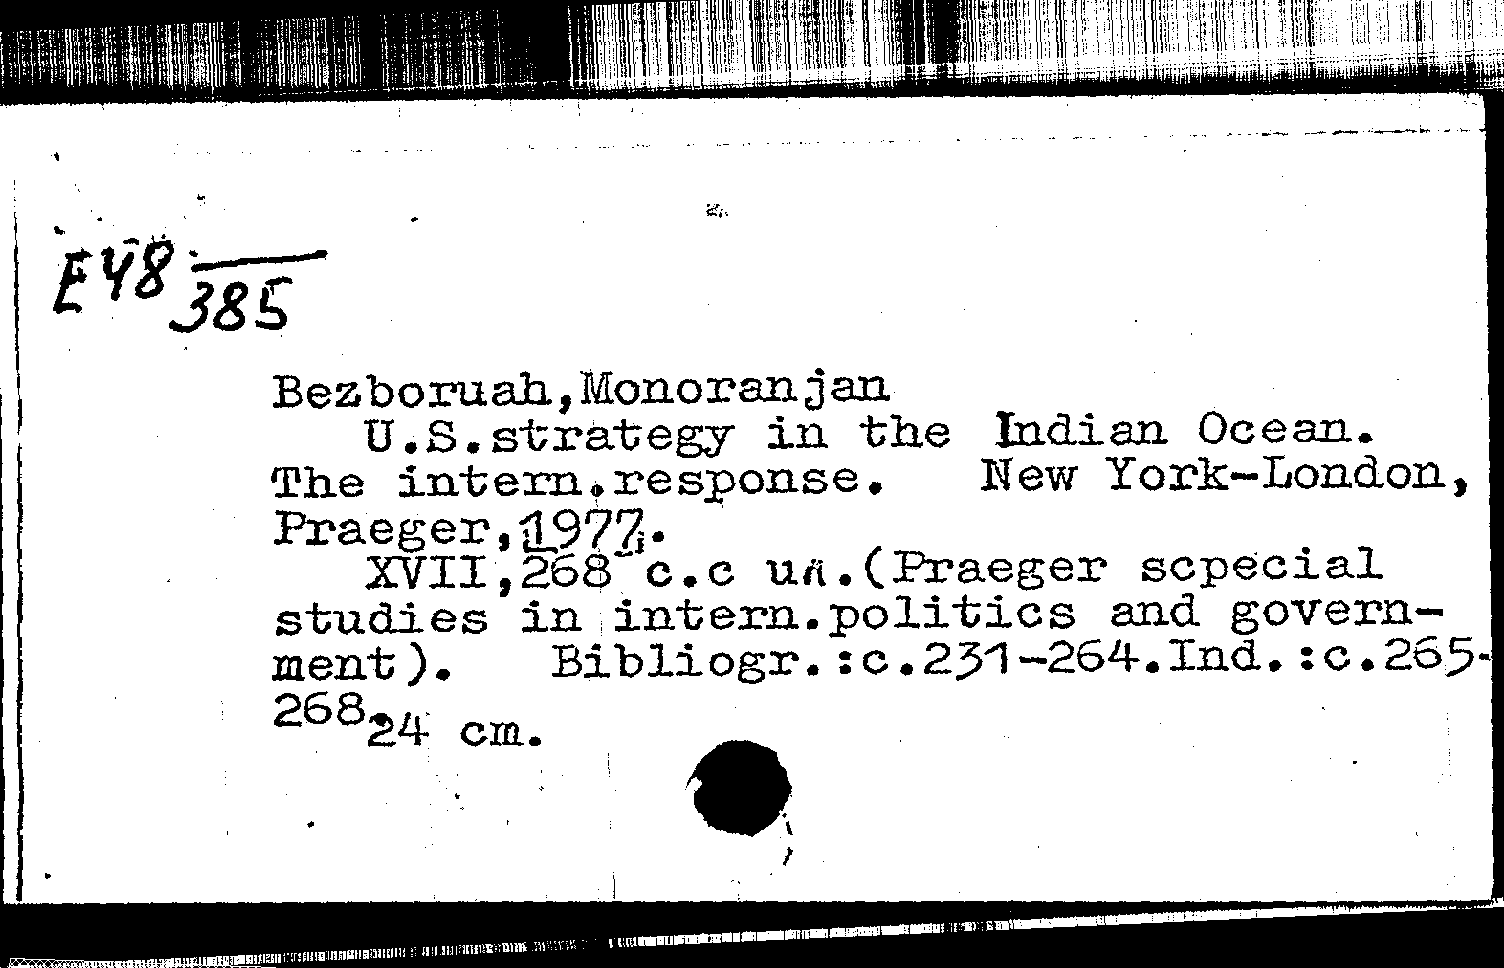 E48
385
Bezboruah,Monoranjan
U.S.strategy in the Indian Ocean.
The intern.response. New York-London,
Praeger,1977.
XVII,268 c.c ил.(Praeger scpecial
studies in intern.politics and govern-
ment). Bibliogr.:c.231-264.Ind.:c.265-
268.
24 cm.